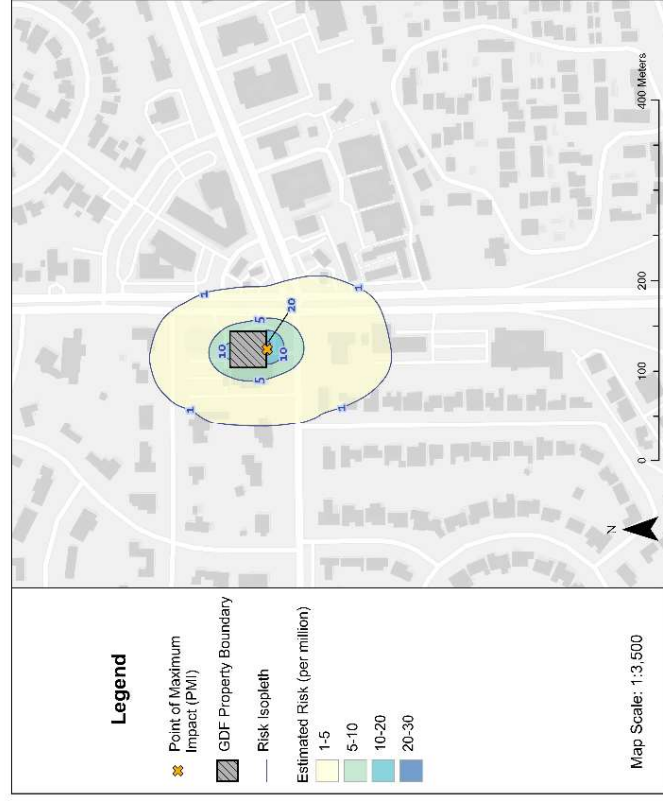 Legend
Point of Maximum
Impact (PMI)
GDF Property Boundary
Risk Isopleth
Estimated Risk (per million)
1-5
5-10
10-20
20-30
Map Scale: 1:3,500
1
1
1
1
5
5
10
10
20
N
0
100
200
400 Meters